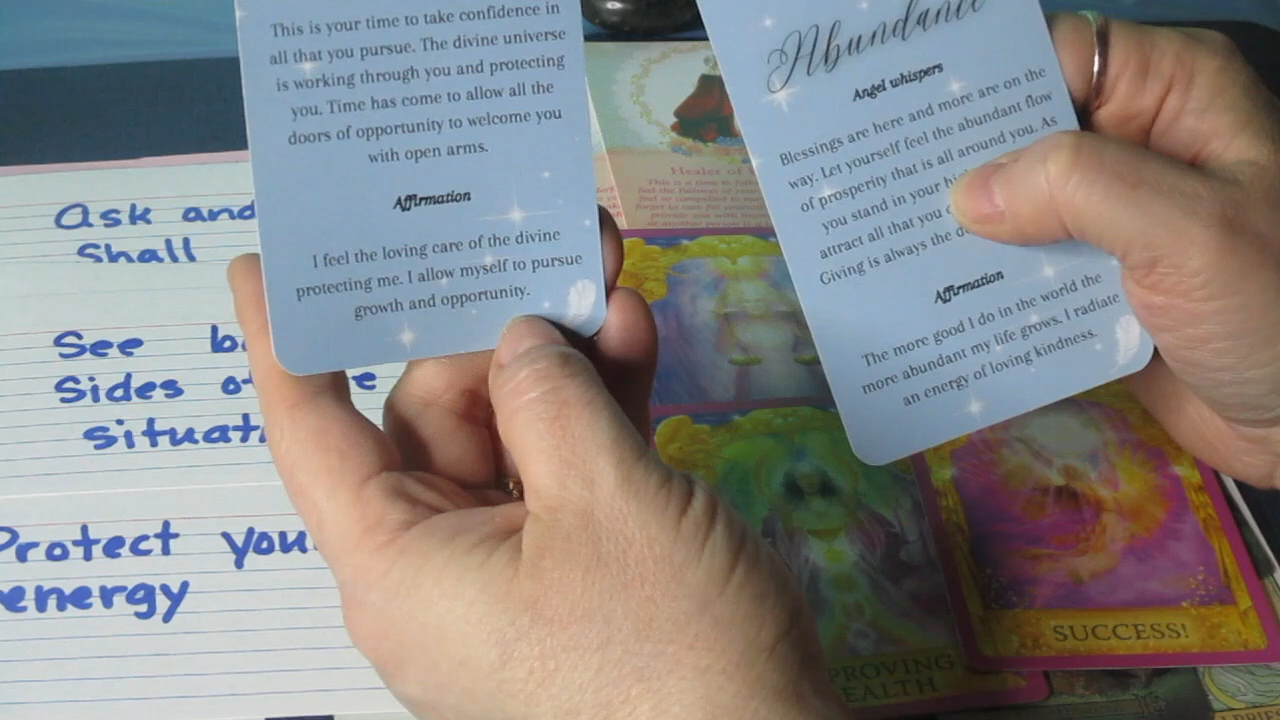 This is your time to take confidence in
all that you pursue. The divine universe
is working through you and protecting
you. Time has come to allow all the
doors of opportunity to welcome you
with open arms.
Affirmation
I feel the loving care of the divine
protecting me. I allow myself to pursue
growth and opportunity.
Abundance
Angel whispers
Blessings are here and more are on the
way. Let yourself feel the abundant flow
of prosperity that is all around you. As
you stand in your
attract all that you
Giving is always the
Affirmation
The more good I do in the world the
more abundant my life grows. I radiate
an energy of loving kindness.
Ask and
Shall
See
Sides
Protect
energy
Healer of
This is a time to
SUCCESS!